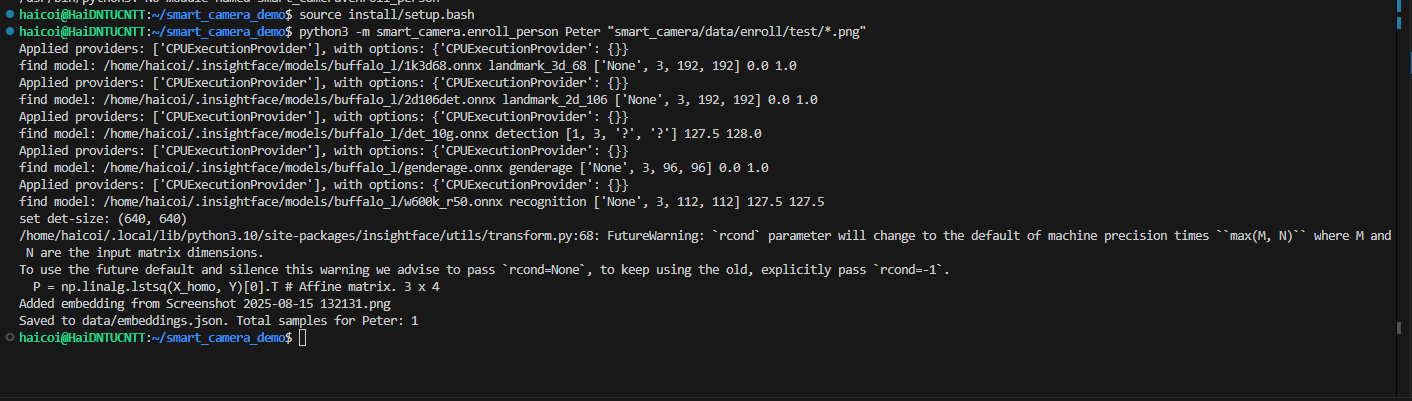 /usr/bin/python3: No module named smart_camera.enroll_person
haicoi@HaiDNTUCNTT:~/smart_camera_demo$ source install/setup.bash
haicoi@HaiDNTUCNTT:~/smart_camera_demo$ python3 -m smart_camera.enroll_person Peter "smart_camera/data/enroll/test/*.png"
Applied providers: ['CPUExecutionProvider'], with options: {'CPUExecutionProvider': {}}
find model: /home/haicoi/.insightface/models/buffalo_l/1k3d68.onnx landmark_3d_68 ['None', 3, 192, 192] 0.0 1.0
Applied providers: ['CPUExecutionProvider'], with options: {'CPUExecutionProvider': {}}
find model: /home/haicoi/.insightface/models/buffalo_l/2d106det.onnx landmark_2d_106 ['None', 3, 192, 192] 0.0 1.0
Applied providers: ['CPUExecutionProvider'], with options: {'CPUExecutionProvider': {}}
find model: /home/haicoi/.insightface/models/buffalo_l/det_10g.onnx detection [1, 3, '?', '?'] 127.5 128.0
Applied providers: ['CPUExecutionProvider'], with options: {'CPUExecutionProvider': {}}
find model: /home/haicoi/.insightface/models/buffalo_l/genderage.onnx genderage ['None', 3, 96, 96] 0.0 1.0
Applied providers: ['CPUExecutionProvider'], with options: {'CPUExecutionProvider': {}}
find model: /home/haicoi/.insightface/models/buffalo_l/w600k_r50.onnx recognition ['None', 3, 112, 112] 127.5 127.5
set det-size: (640, 640)
/home/haicoi/.local/lib/python3.10/site-packages/insightface/utils/transform.py:68: FutureWarning: `rcond` parameter will change to the default of machine precision times ``max(M, N)`` where M and
N are the input matrix dimensions.
To use the future default and silence this warning we advise to pass `rcond=None`, to keep using the old, explicitly pass `rcond=-1`.
P = np.linalg.lstsq(X_homo, Y)[0].T # Affine matrix. 3 x 4
Added embedding from Screenshot 2025-08-15 132131.png
Saved to data/embeddings.json. Total samples for Peter: 1
haicoi@HaiDNTUCNTT:~/smart_camera_demo$